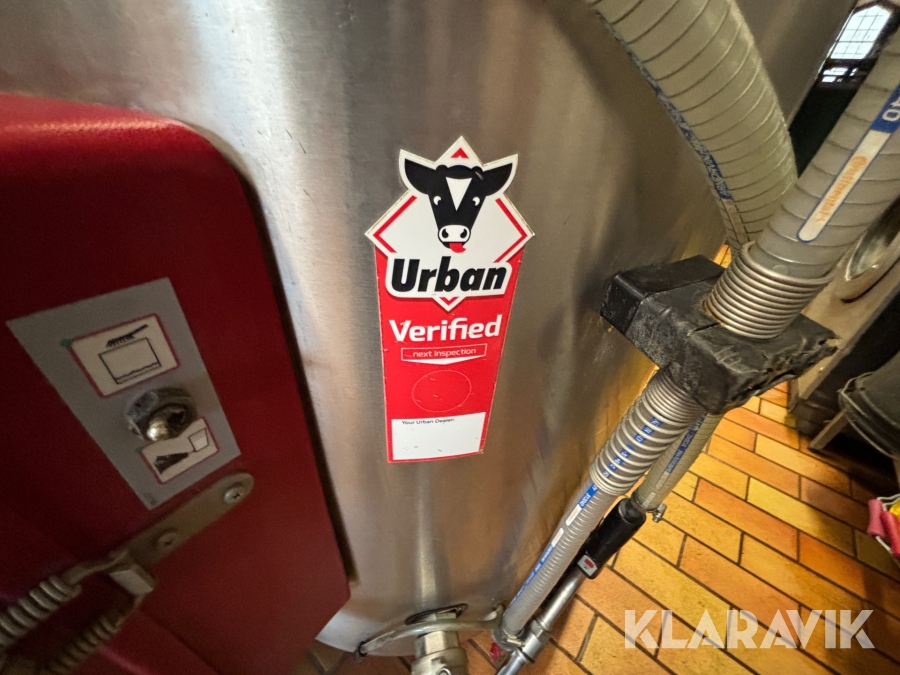 Urban
Verified
next inspection
Your Urban Dealer:
KLARAVIK